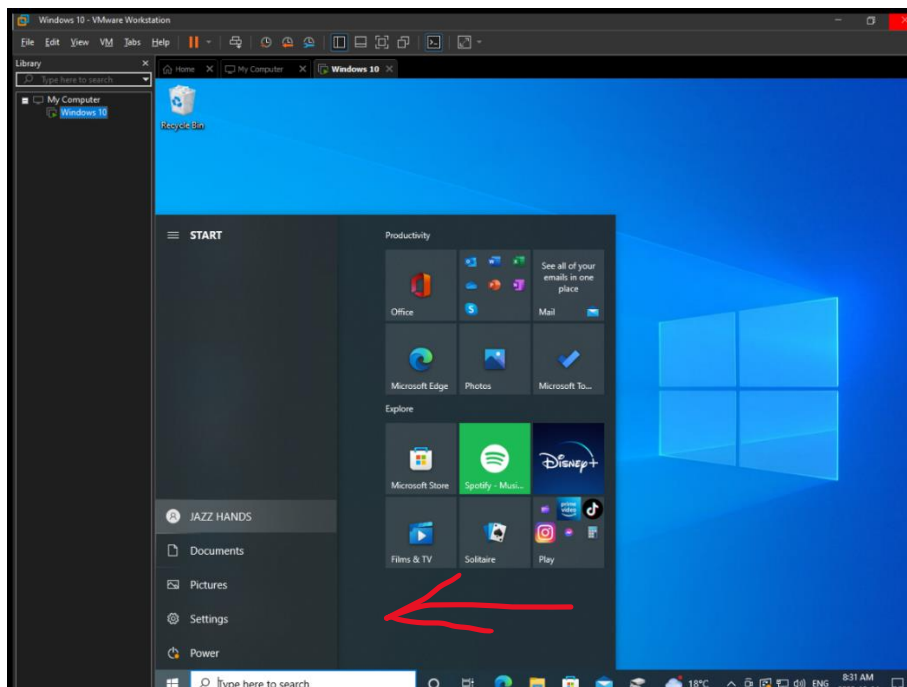 Windows 10 - VMware Workstation
File Edit View VM Tabs Help
Library
Type here to search
My Computer
Windows 10
Home
My Computer
Windows 10
Recycle Bin
START
Productivity
Office
See all of your
emails in one
place
Mail
Microsoft Edge
Photos
Microsoft To...
Explore
Microsoft Store
Spotify - Musi...
Disney+
Films & TV
Solitaire
prime video
Play
JAZZ HANDS
Documents
Pictures
Settings
Power
Type here to search
18°C
ENG
8:31 AM